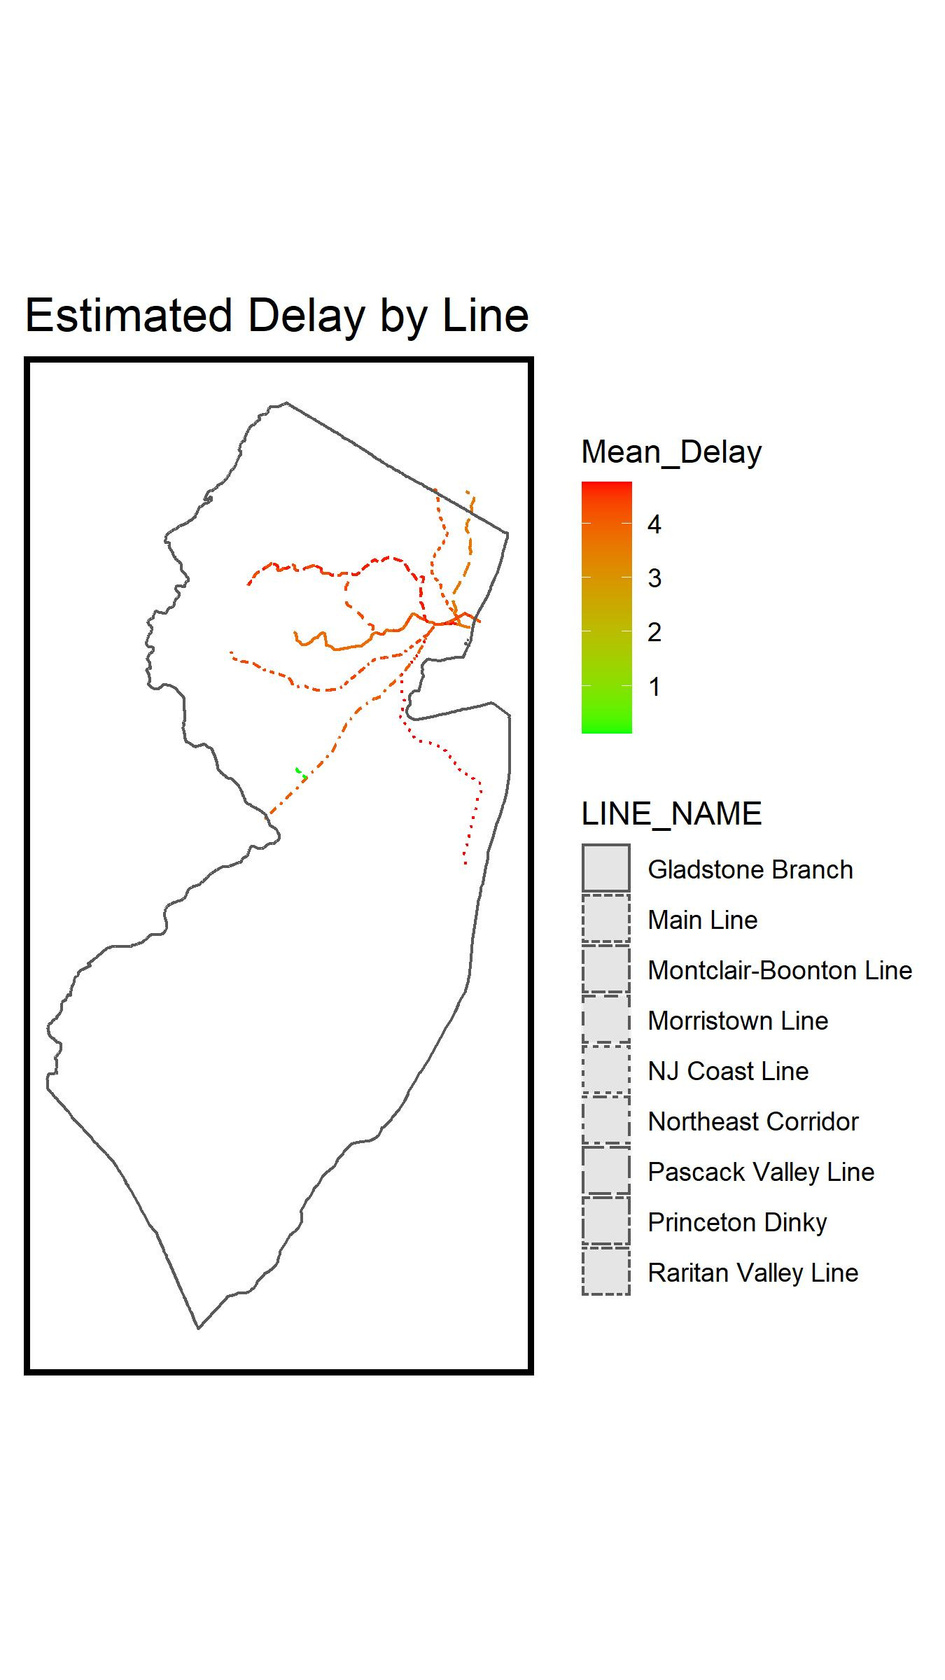 Estimated Delay by Line
Mean_Delay
4
3
2
1
LINE_NAME
Gladstone Branch
Main Line
Montclair-Boonton Line
Morristown Line
NJ Coast Line
Northeast Corridor
Pascack Valley Line
Princeton Dinky
Raritan Valley Line